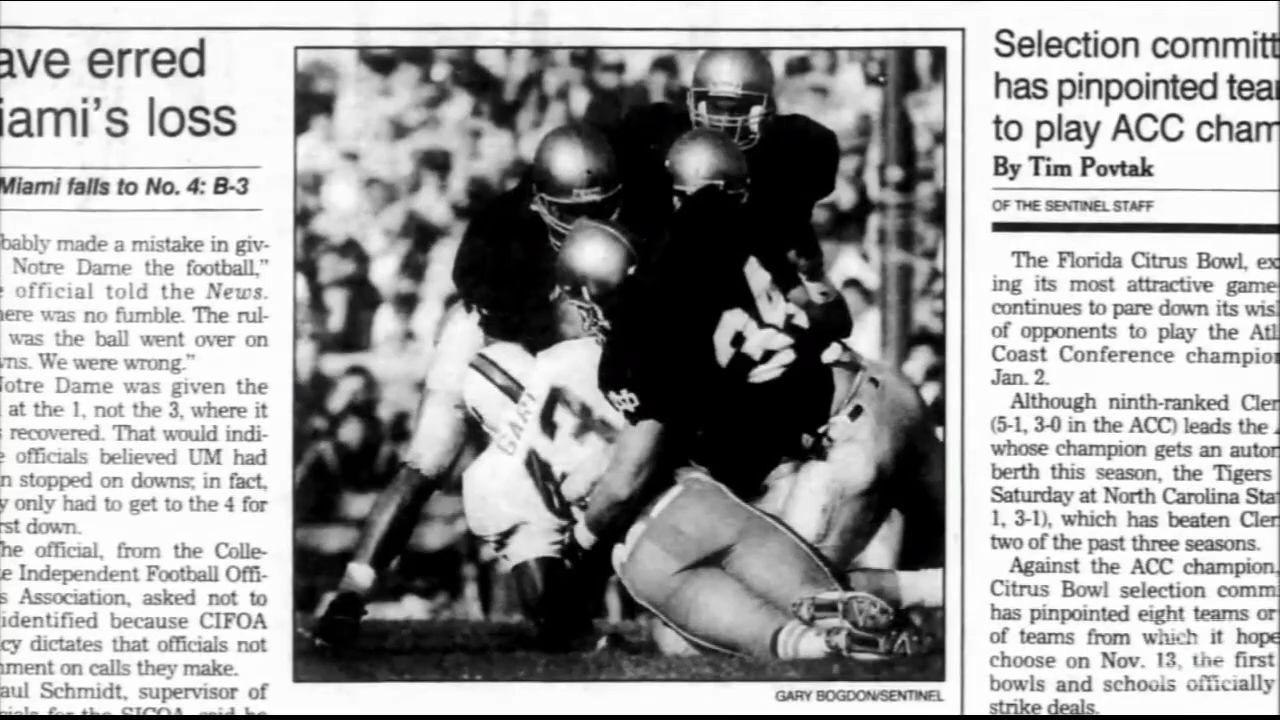 ave erred
iami's loss
Miami falls to No. 4: B-3
bably made a mistake in giv-
Notre Dame the football,"
official told the News.
ere was no fumble. The rul-
was the ball went over on
ns. We were wrong."
otre Dame was given the
at the 1, not the 3, where it
recovered. That would indi-
e officials believed UM had
n stopped on downs; in fact,
y only had to get to the 4 for
rst down.
he official, from the Colle-
e Independent Football Offi-
s Association, asked not to
identified because CIFOA
cy dictates that officials not
ment on calls they make.
aul Schmidt, supervisor of
GARY
3
ND
GARY BOGDON/SENTINEL
Selection committ
has pinpointed tea
to play ACC cham
By Tim Povtak
OF THE SENTINEL STAFF
The Florida Citrus Bowl, ex
ing its most attractive game
continues to pare down its wis
of opponents to play the Atl
Coast Conference champion
Jan. 2.
Although ninth-ranked Cler
(5-1, 3-0 in the ACC) leads the
whose champion gets an autor
berth this season, the Tigers
Saturday at North Carolina Sta
1, 3-1), which has beaten Cler
two of the past three seasons.
Against the ACC champion,
Citrus Bowl selection comm
has pinpointed eight teams or
of teams from which it hope
choose on Nov. 13, the first
bowls and schools officially
strike deals.